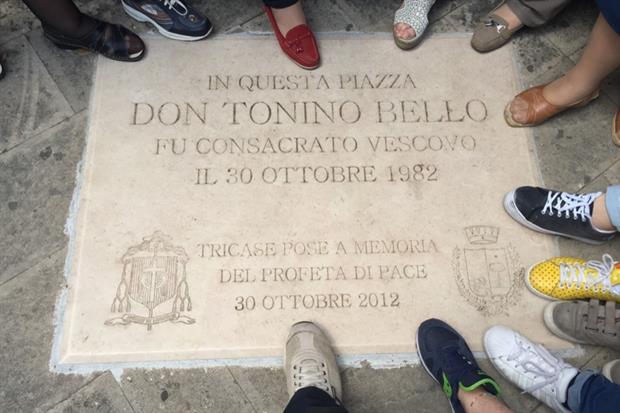 IN QUESTA PIAZZA
DON TONINO BELLO
FU CONSACRATO VESCOVO
IL 30 OTTOBRE 1982
TRICASE POSE A MEMORIA
DEL PROFETA DI PACE
30 OTTOBRE 2012